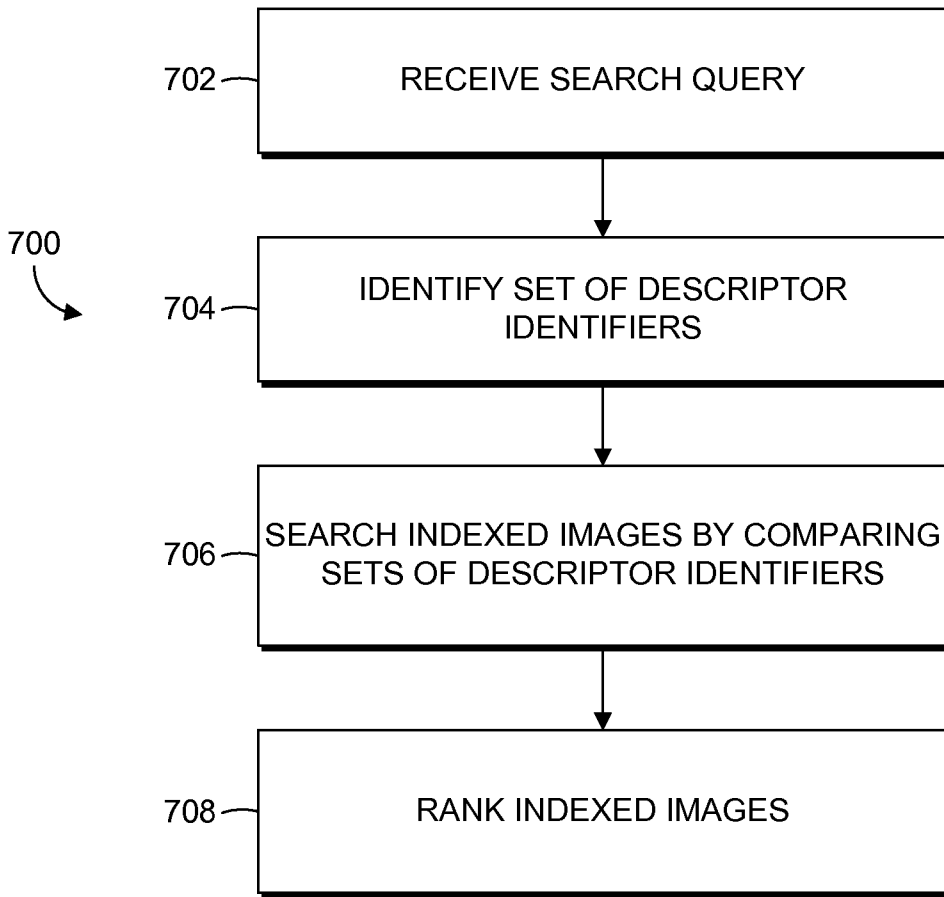 702
RECEIVE SEARCH QUERY
700
704
IDENTIFY SET OF DESCRIPTOR
IDENTIFIERS
706
SEARCH INDEXED IMAGES BY COMPARING
SETS OF DESCRIPTOR IDENTIFIERS
708
RANK INDEXED IMAGES